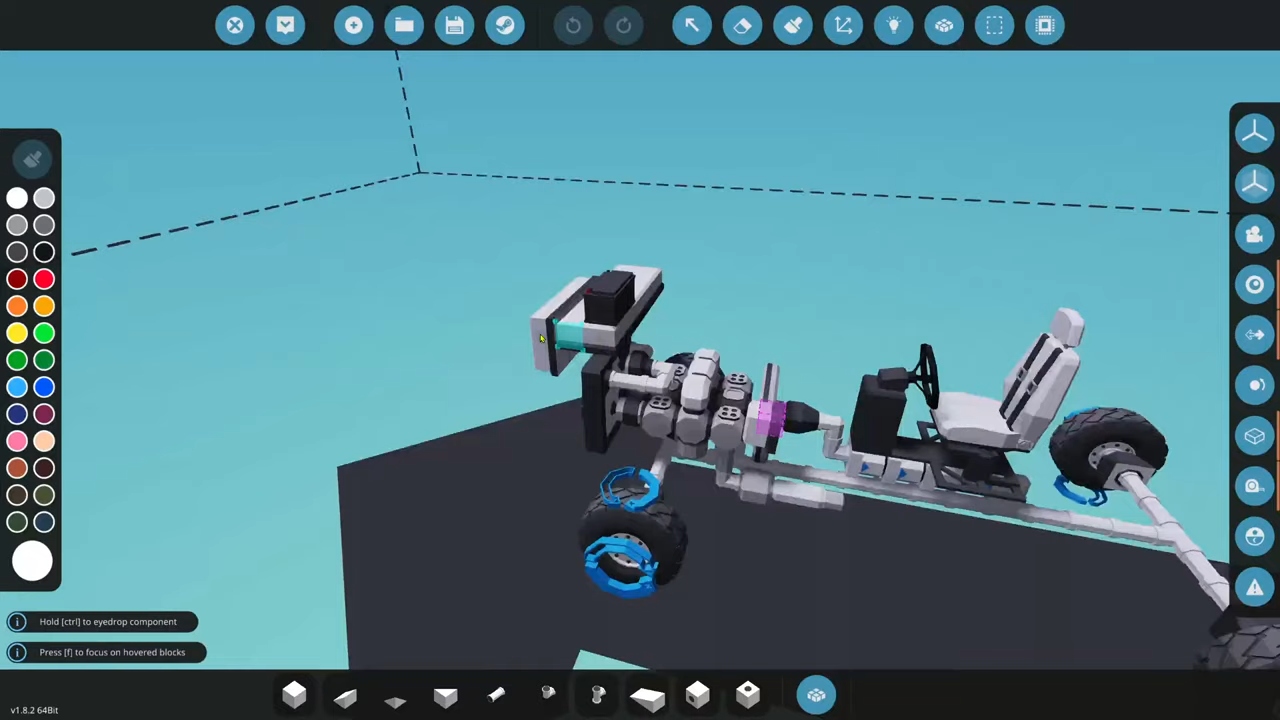 Hold [ctrl] to eyedrop component
Press [f] to focus on hovered blocks
v1.8.2 64Bit